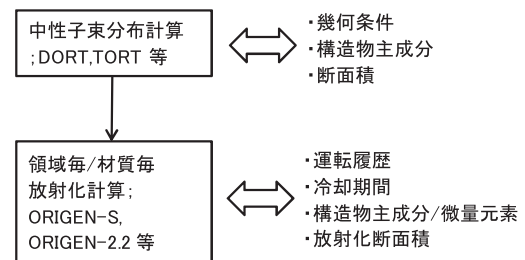 中性子束分布計算
;DORT,TORT 等
・幾何条件
・構造物主成分
・断面積
領域毎/材質毎
放射化計算;
ORIGEN-S,
ORIGEN-2.2 等
・運転履歴
・冷却期間
・構造物主成分/微量元素
・放射化断面積